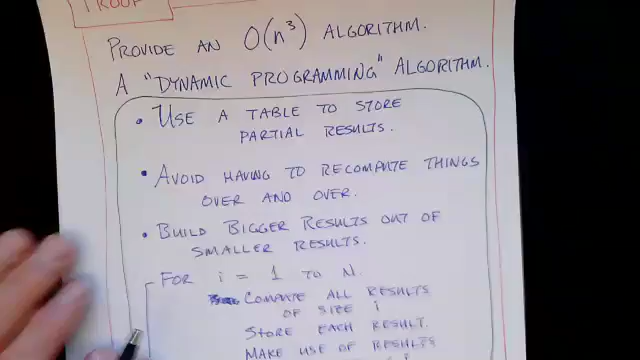 PROOF
PROVIDE AN O(n³) ALGORITHM.
A "DYNAMIC PROGRAMMING" ALGORITHM.
• USE A TABLE TO STORE
PARTIAL RESULTS.
• AVOID HAVING TO RECOMPUTE THINGS
OVER AND OVER.
• BUILD BIGGER RESULTS OUT OF
SMALLER RESULTS.
FOR i = 1 TO N.
COMPUTE ALL RESULTS
OF SIZE i
STORE EACH RESULT.
MAKE USE OF RESULTS